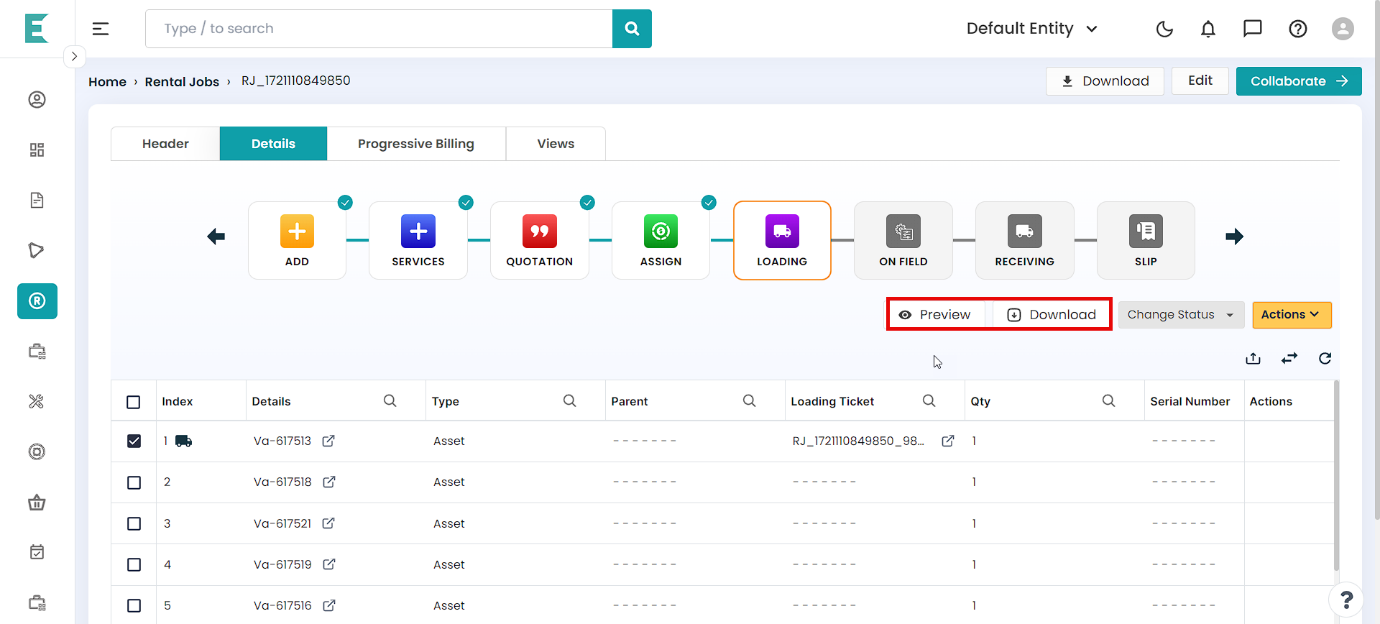 Type / to search
Default Entity
Home › Rental Jobs › RJ_1721110849850
Download
Edit
Collaborate
Header
Details
Progressive Billing
Views
ADD
SERVICES
QUOTATION
ASSIGN
LOADING
ON FIELD
RECEIVING
SLIP
Preview
Download
Change Status
Actions
Index Details Type Parent Loading Ticket Qty Serial Number Actions
1 Va-617513 Asset ------- RJ_1721110849850_98... 1 -------
2 Va-617518 Asset ------- ------- 1 -------
3 Va-617521 Asset ------- ------- 1 -------
4 Va-617519 Asset ------- ------- 1 -------
5 Va-617516 Asset ------- ------- 1 -------
?